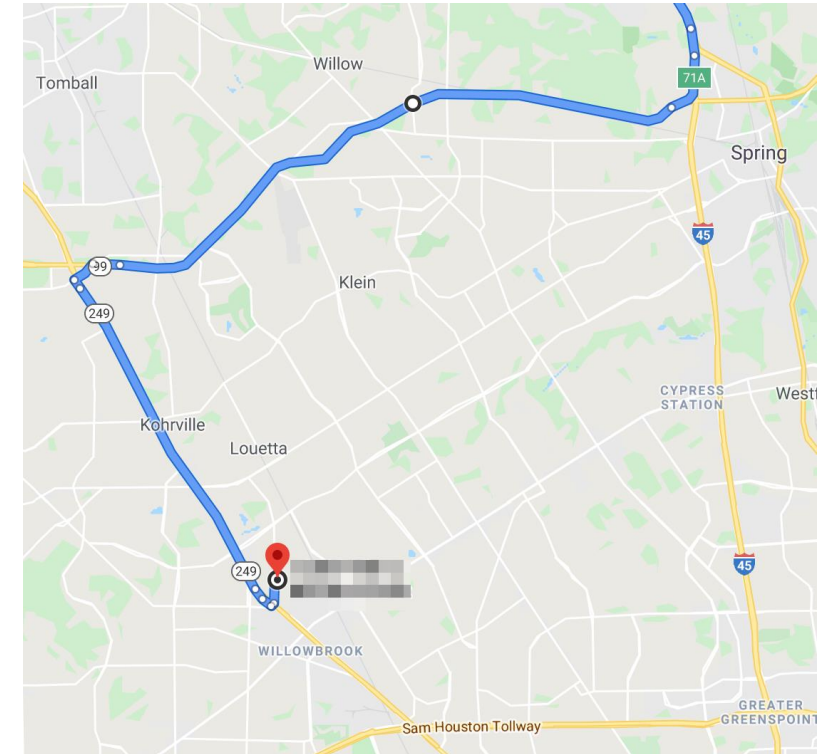 Willow
Tomball
71A
Spring
45
99
Klein
249
CYPRESS
STATION
Westf
Kohrville
Louetta
45
249
WILLOWBROOK
GREATER
GREENSPOINT
Sam Houston Tollway